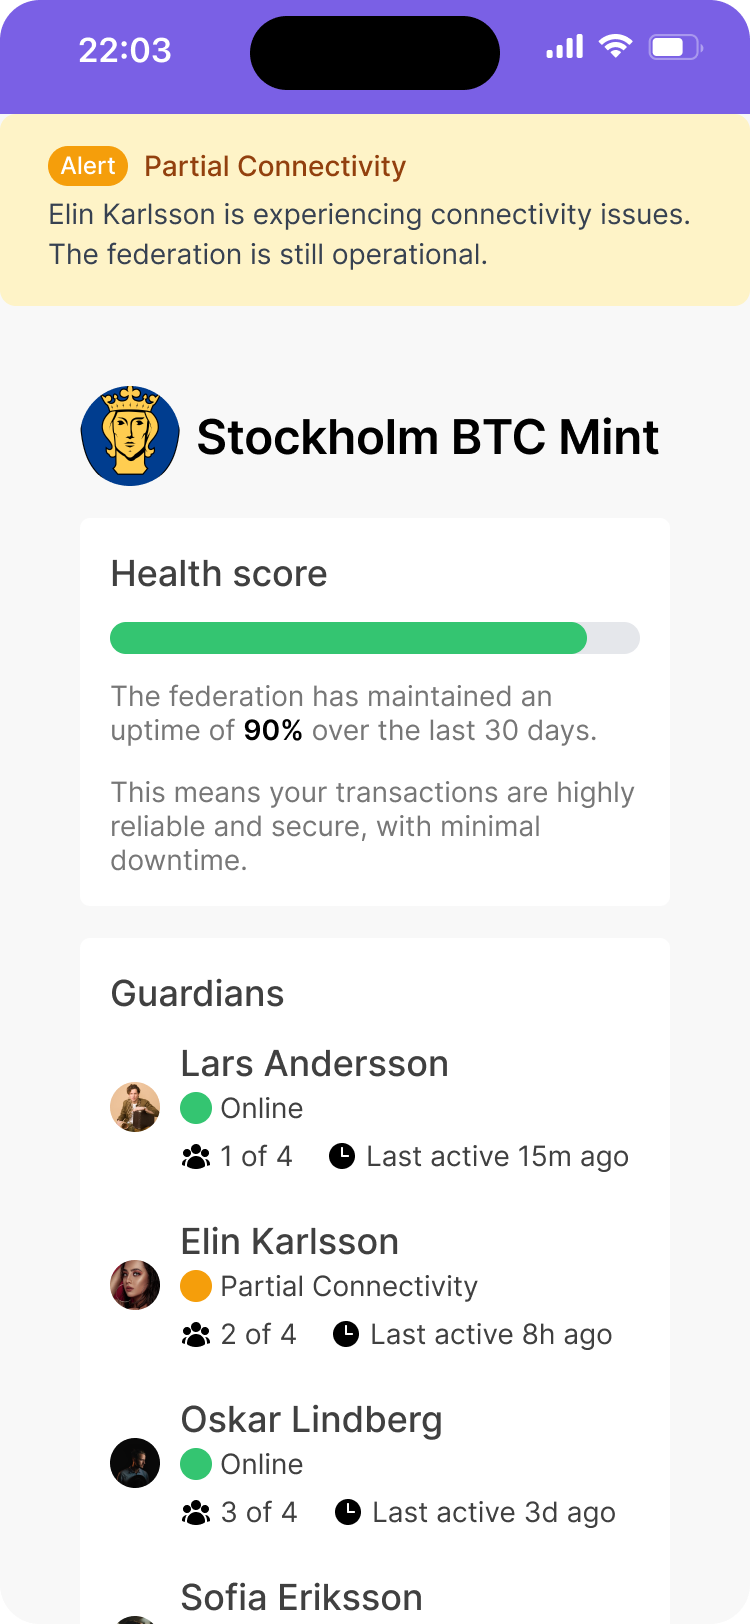 22:03
Alert Partial Connectivity
Elin Karlsson is experiencing connectivity issues.
The federation is still operational.
Stockholm BTC Mint
Health score
The federation has maintained an
uptime of 90% over the last 30 days.
This means your transactions are highly
reliable and secure, with minimal
downtime.
Guardians
Lars Andersson
Online
1 of 4 Last active 15m ago
Elin Karlsson
Partial Connectivity
2 of 4 Last active 8h ago
Oskar Lindberg
Online
3 of 4 Last active 3d ago
Sofia Eriksson